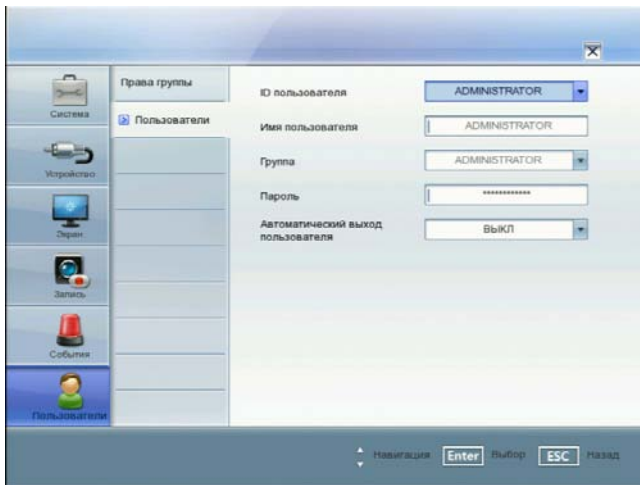 Система
Устройство
Экран
Запись
События
Пользователи
Права группы
Пользователи
ID пользователя
ADMINISTRATOR
Имя пользователя
ADMINISTRATOR
Группа
ADMINISTRATOR
Пароль
************
Автоматический выход
пользователя
ВЫКЛ
Навигация Enter Выбор ESC Назад